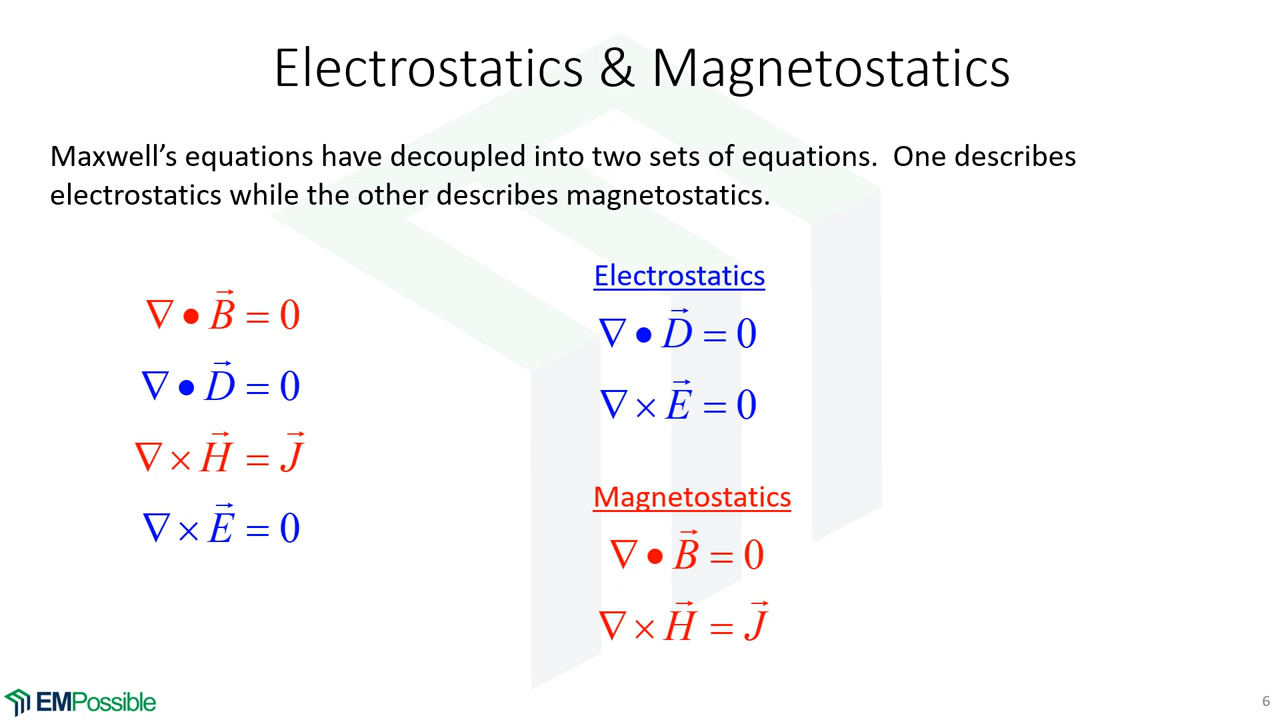 Electrostatics & Magnetostatics
Maxwell’s equations have decoupled into two sets of equations.  One describes
electrostatics while the other describes magnetostatics.
∇ • B⃗ = 0
∇ • D⃗ = 0
∇ × H⃗ = J⃗
∇ × E⃗ = 0
Electrostatics
∇ • D⃗ = 0
∇ × E⃗ = 0
Magnetostatics
∇ • B⃗ = 0
∇ × H⃗ = J⃗
EMPossible
6